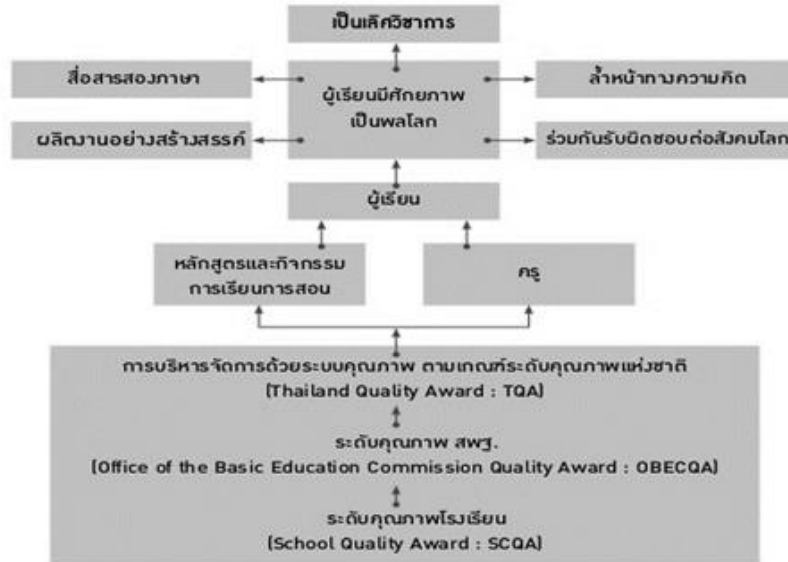 เป็นเลิศวิชาการ
สื่อสารสองภาษา
ผู้เรียนมีศักยภาพ
เป็นพลโลก
ล้ำหน้าทางความคิด
ผลิตงานอย่างสร้างสรรค์
ร่วมกันรับผิดชอบต่อสังคมโลก
ผู้เรียน
หลักสูตรและกิจกรรม
การเรียนการสอน
ครู
การบริหารจัดการด้วยระบบคุณภาพ ตามเกณฑ์ระดับคุณภาพแห่งชาติ
(Thailand Quality Award : TQA)
ระดับคุณภาพ สพฐ.
(Office of the Basic Education Commission Quality Award : OBECQA)
ระดับคุณภาพโรงเรียน
(School Quality Award : SCQA)